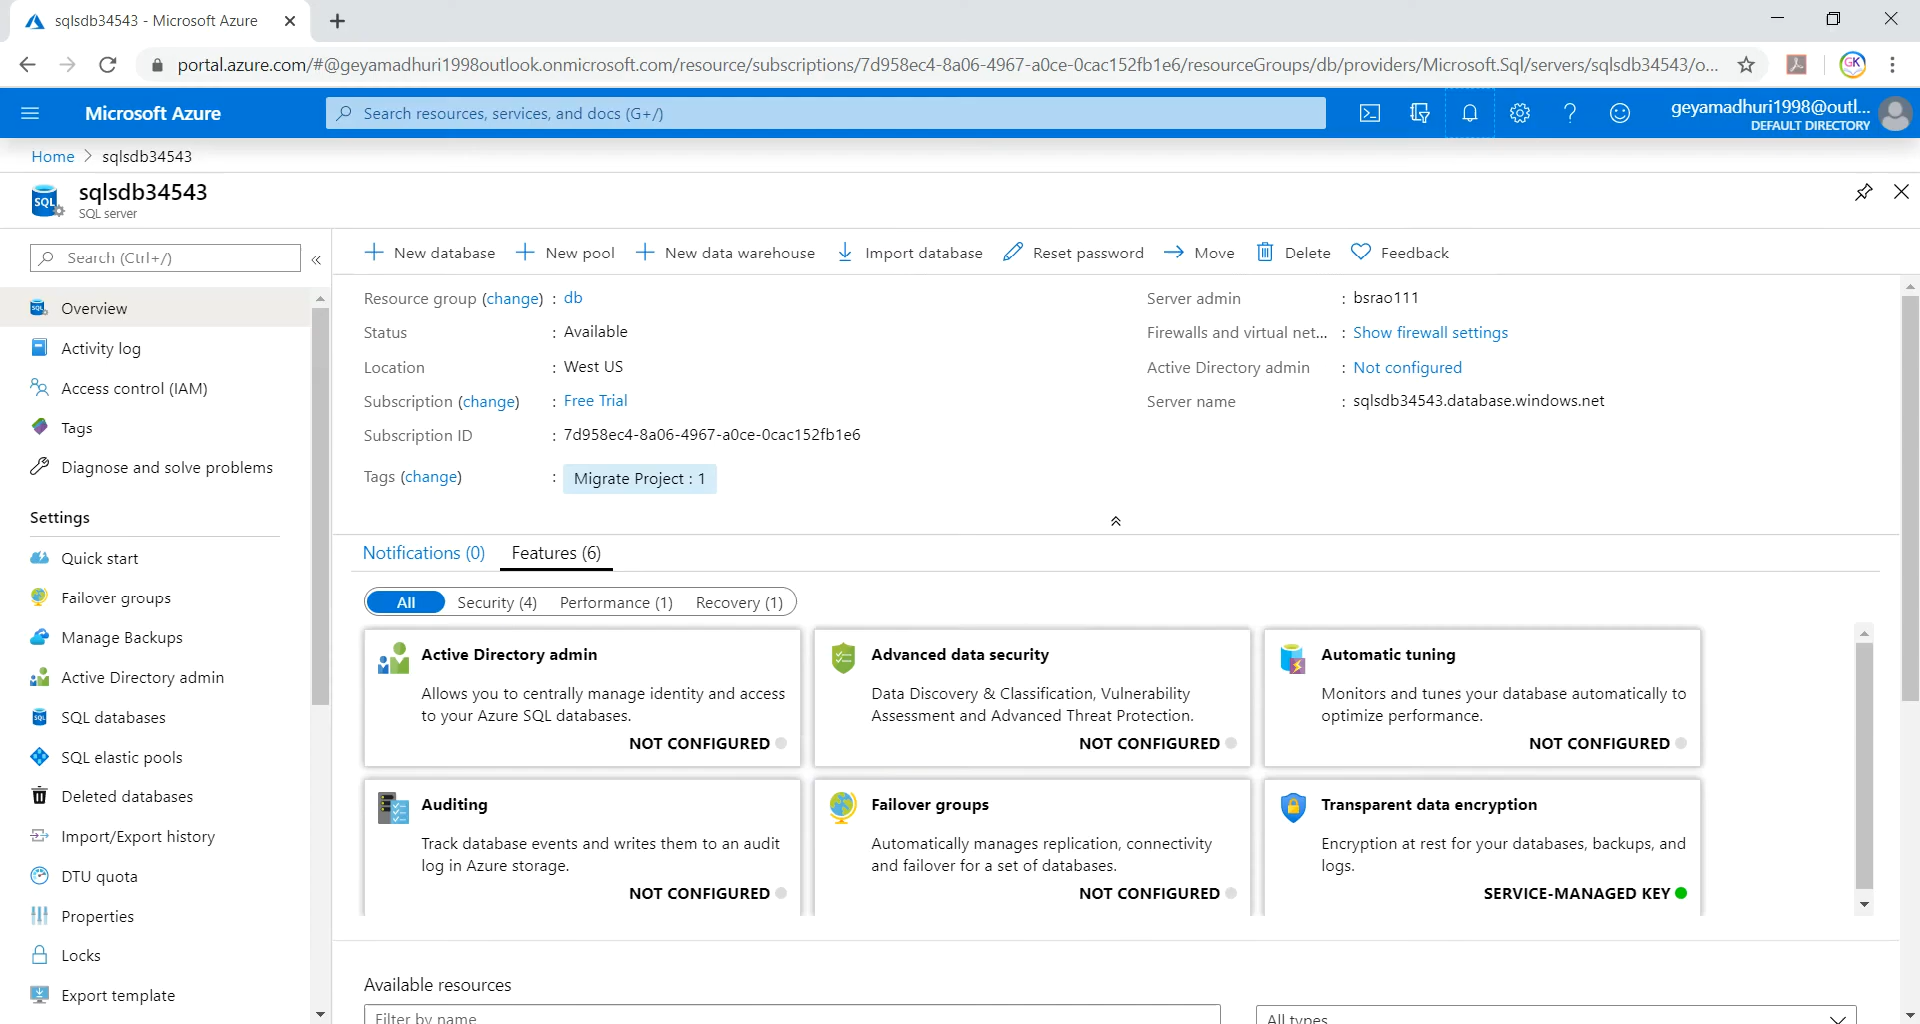 sqlsdb34543 - Microsoft Azure
portal.azure.com/#@geyamadhuri1998outlook.onmicrosoft.com/resource/subscriptions/7d958ec4-8a06-4967-a0ce-0cac152fb1e6/resourceGroups/db/providers/Microsoft.Sql/servers/sqlsdb34543/o...
GK
Microsoft Azure
Search resources, services, and docs (G+/)
geyamadhuri1998@outl...
DEFAULT DIRECTORY
Home > sqlsdb34543
SQL
sqlsdb34543
SQL server
Search (Ctrl+/)
Overview
Activity log
Access control (IAM)
Tags
Diagnose and solve problems
Settings
Quick start
Failover groups
Manage Backups
Active Directory admin
SQL databases
SQL elastic pools
Deleted databases
Import/Export history
DTU quota
Properties
Locks
Export template
New database
New pool
New data warehouse
Import database
Reset password
Move
Delete
Feedback
Resource group (change) : db
Status : Available
Location : West US
Subscription (change) : Free Trial
Subscription ID : 7d958ec4-8a06-4967-a0ce-0cac152fb1e6
Tags (change) : Migrate Project : 1
Server admin : bsrao111
Firewalls and virtual net... : Show firewall settings
Active Directory admin : Not configured
Server name : sqlsdb34543.database.windows.net
Notifications (0)
Features (6)
All
Security (4)
Performance (1)
Recovery (1)
Active Directory admin
Allows you to centrally manage identity and access
to your Azure SQL databases.
NOT CONFIGURED
Advanced data security
Data Discovery & Classification, Vulnerability
Assessment and Advanced Threat Protection.
NOT CONFIGURED
Automatic tuning
Monitors and tunes your database automatically to
optimize performance.
NOT CONFIGURED
Auditing
Track database events and writes them to an audit
log in Azure storage.
NOT CONFIGURED
Failover groups
Automatically manages replication, connectivity
and failover for a set of databases.
NOT CONFIGURED
Transparent data encryption
Encryption at rest for your databases, backups, and
logs.
SERVICE-MANAGED KEY
Available resources
Filter by name
All types